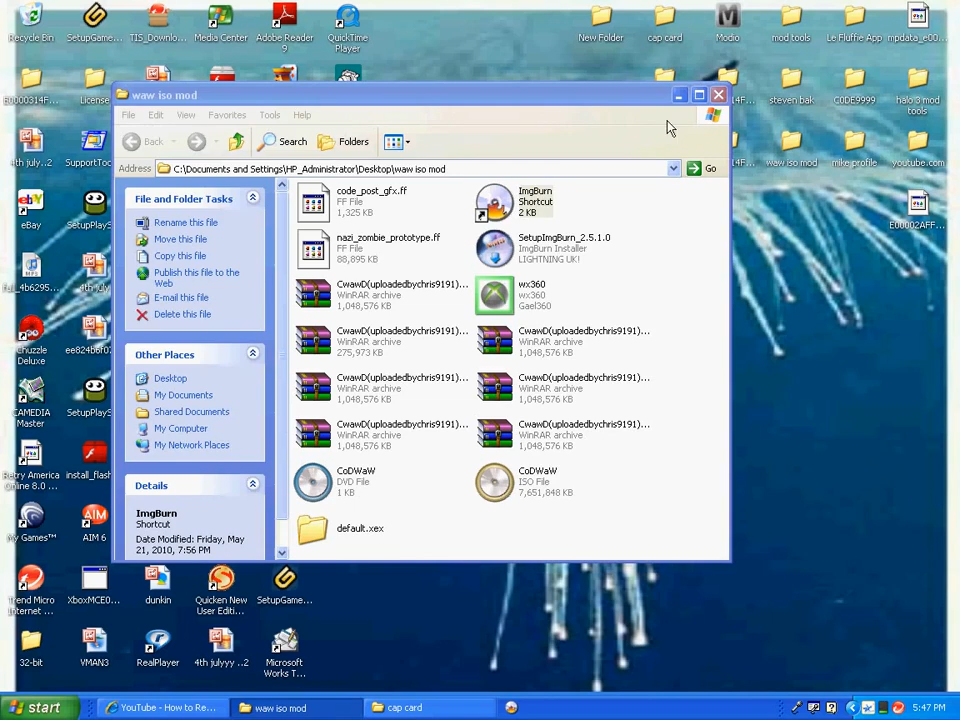 Recycle Bin
SetupGame...
TIS_Downlo...
Media Center
Adobe Reader
9
QuickTime
Player
New Folder
cap card
Modio
mod tools
Le Fluffie App
mpdata_e00...
E0000314F...
License
steven bak
C0DE9999
halo 3 mod
tools
waw iso mod
File
Edit
View
Favorites
Tools
Help
Back
Search
Folders
Address
C:\Documents and Settings\HP_Administrator\Desktop\waw iso mod
Go
4th july..2
SupportToo
waw iso mod
mike profile
youtube.com
eBay
SetupPlayS
E00002AFF...
File and Folder Tasks
Rename this file
Move this file
Copy this file
Publish this file to the
Web
E-mail this file
Delete this file
Other Places
Desktop
My Documents
Shared Documents
My Computer
My Network Places
Details
ImgBurn
Shortcut
Date Modified: Friday, May
21, 2010, 7:56 PM
code_post_gfx.ff
FF File
1,325 KB
ImgBurn
Shortcut
2 KB
nazi_zombie_prototype.ff
FF File
88,895 KB
SetupImgBurn_2.5.1.0
ImgBurn Installer
LIGHTNING UK!
CwawD(uploadedbychris9191)...
WinRAR archive
1,048,576 KB
wx360
wx360
Gael360
CwawD(uploadedbychris9191)...
WinRAR archive
275,973 KB
CwawD(uploadedbychris9191)...
WinRAR archive
1,048,576 KB
CwawD(uploadedbychris9191)...
WinRAR archive
1,048,576 KB
CwawD(uploadedbychris9191)...
WinRAR archive
1,048,576 KB
CwawD(uploadedbychris9191)...
WinRAR archive
1,048,576 KB
CwawD(uploadedbychris9191)...
WinRAR archive
1,048,576 KB
CoDWaW
DVD File
1 KB
CoDWaW
ISO File
7,651,848 KB
default.xex
full_4b6295...
4th
Chuzzle
Deluxe
ee824b6f07
CAMEDIA
Master
SetupPlayS
Retry America
Online 8.0 ...
install_flash
My Games™
AIM 6
Trend Micro
Internet ...
XboxMCE0...
dunkin
Quicken New
User Editi...
SetupGame...
32-bit
VMAN3
RealPlayer
4th julyyy ..2
Microsoft
Works T...
start
YouTube - How to Re...
waw iso mod
cap card
5:47 PM